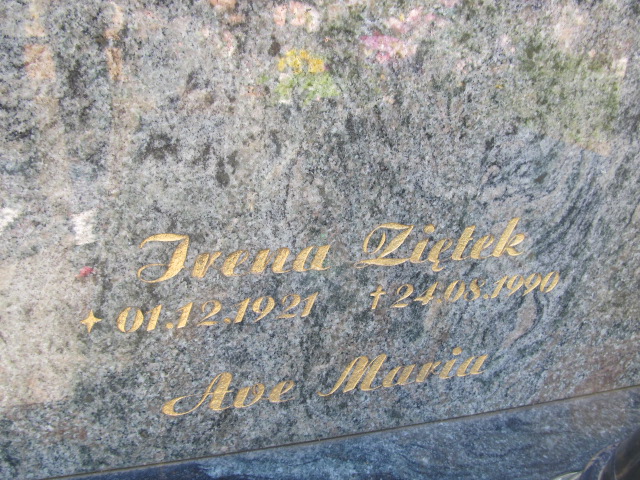 Irena Ziętek
✦ 01.12.1921 † 24.08.1990
Ave Maria